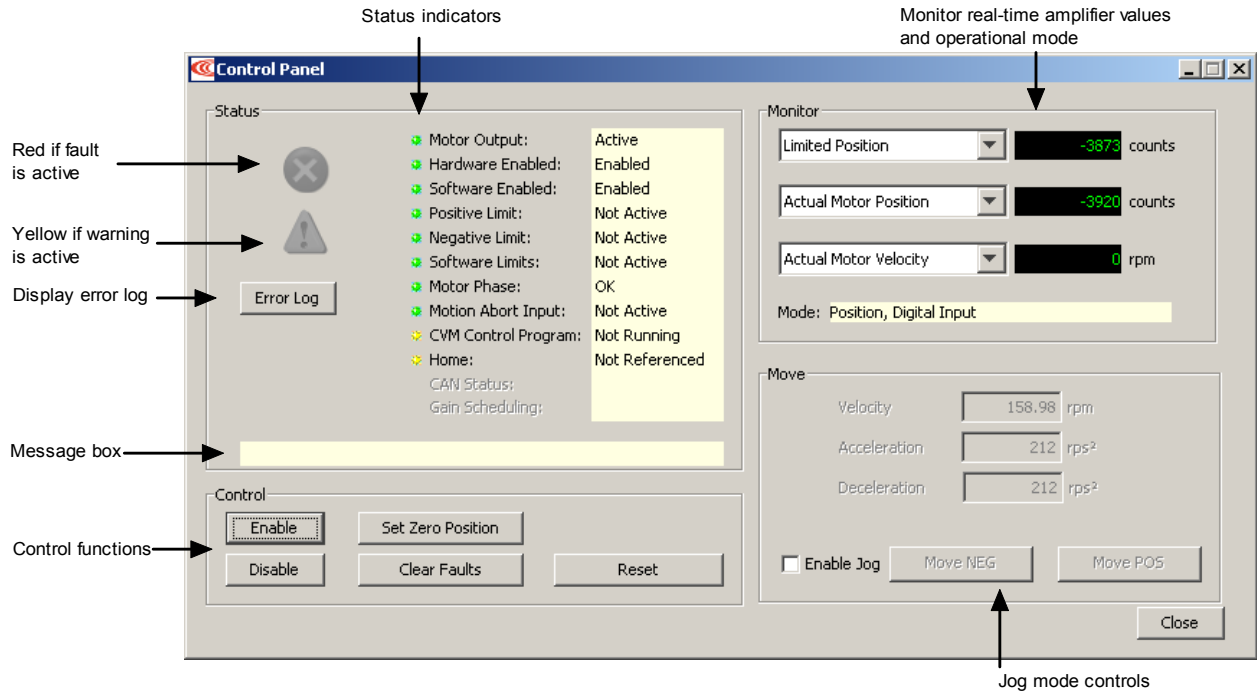 Status indicators
Monitor real-time amplifier values
and operational mode
Control Panel
Status
Red if fault
is active
Yellow if warning
is active
Display error log
Error Log
Motor Output: Active
Hardware Enabled: Enabled
Software Enabled: Enabled
Positive Limit: Not Active
Negative Limit: Not Active
Software Limits: Not Active
Motor Phase: OK
Motion Abort Input: Not Active
CVM Control Program: Not Running
Home: Not Referenced
CAN Status:
Gain Scheduling:
Message box
Monitor
Limited Position -3873 counts
Actual Motor Position -3920 counts
Actual Motor Velocity 0 rpm
Mode: Position, Digital Input
Control
Control functions
Enable Set Zero Position
Disable Clear Faults Reset
Move
Velocity 158.98 rpm
Acceleration 212 rps²
Deceleration 212 rps²
Enable Jog Move NEG Move POS
Close
Jog mode controls